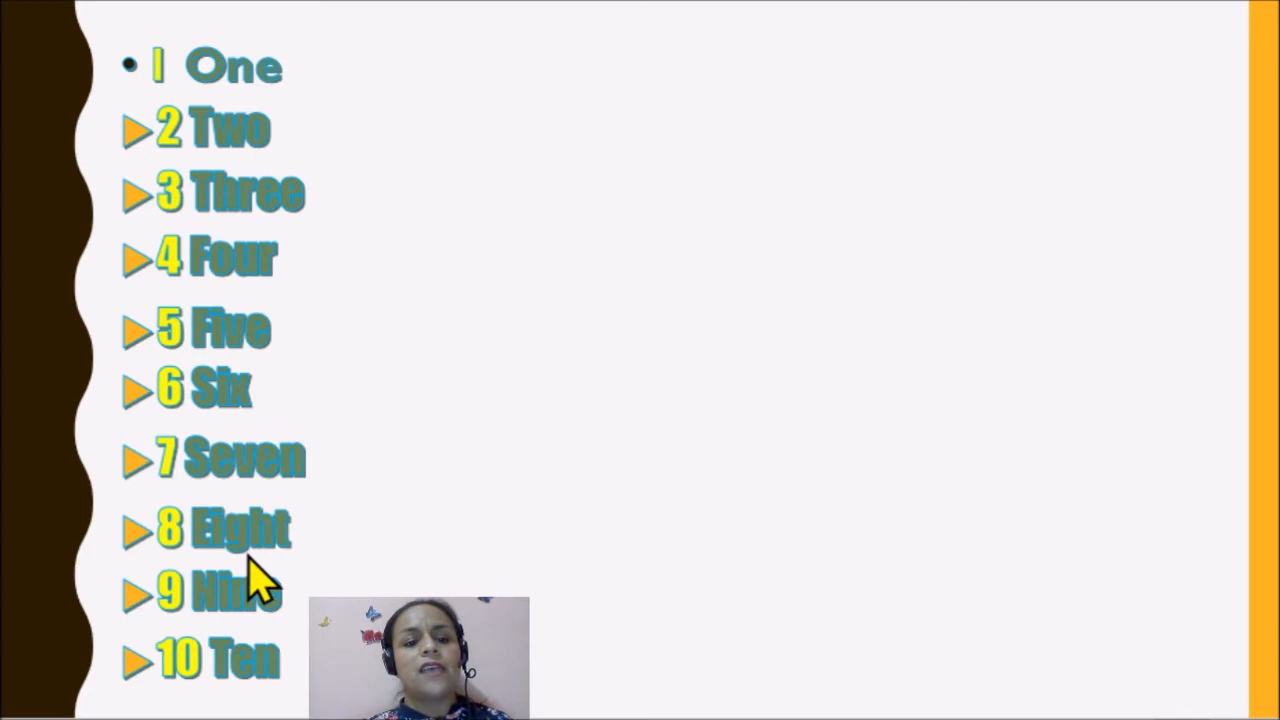 • 1 One
2 Two
3 Three
4 Four
5 Five
6 Six
7 Seven
8 Eight
9 Nine
10 Ten